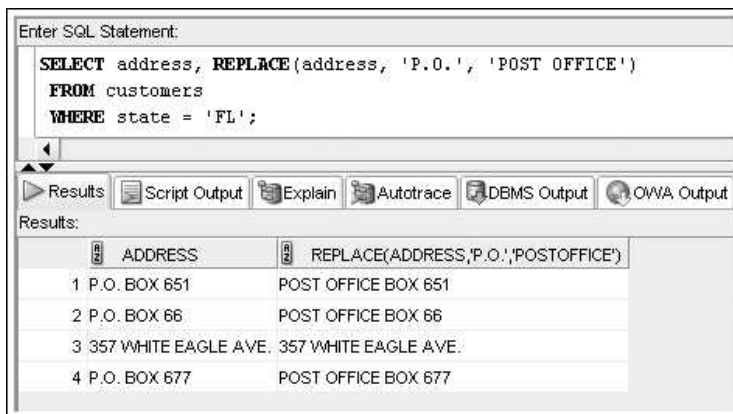 Enter SQL Statement:
SELECT address, REPLACE(address, 'P.O.', 'POST OFFICE')
FROM customers
WHERE state = 'FL';
Results Script Output Explain Autotrace DBMS Output OWA Output
Results:
ADDRESS REPLACE(ADDRESS,'P.O.','POSTOFFICE')
1 P.O. BOX 651 POST OFFICE BOX 651
2 P.O. BOX 66 POST OFFICE BOX 66
3 357 WHITE EAGLE AVE. 357 WHITE EAGLE AVE.
4 P.O. BOX 677 POST OFFICE BOX 677